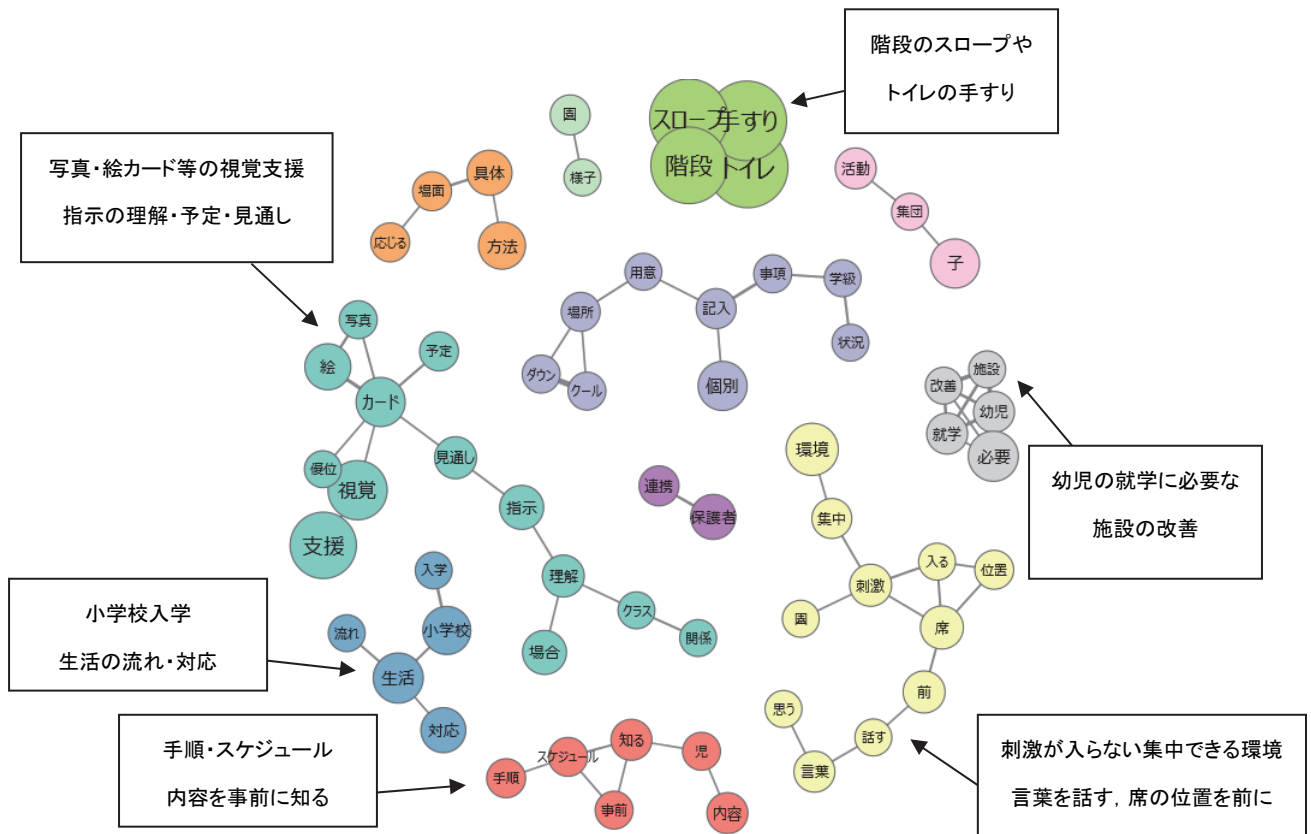 階段のスロープや
トイレの手すり
写真・絵カード等の視覚支援
指示の理解・予定・見通し
園
様子
スロープ
手すり
階段
トイレ
具体
場面
応じる
方法
活動
集団
子
用意
事項
学級
場所
記入
状況
ダウン
クール
個別
写真
予定
絵
カード
優位
視覚
見通し
支援
指示
理解
クラス
関係
場合
施設
改善
幼児
就学
必要
幼児の就学に必要な
施設の改善
連携
保護者
環境
集中
入る
位置
刺激
園
席
前
思う
話す
言葉
入学
流れ
小学校
生活
対応
小学校入学
生活の流れ・対応
手順・スケジュール
内容を事前に知る
知る
児
スケジュール
手順
事前
内容
刺激が入らない集中できる環境
言葉を話す，席の位置を前に